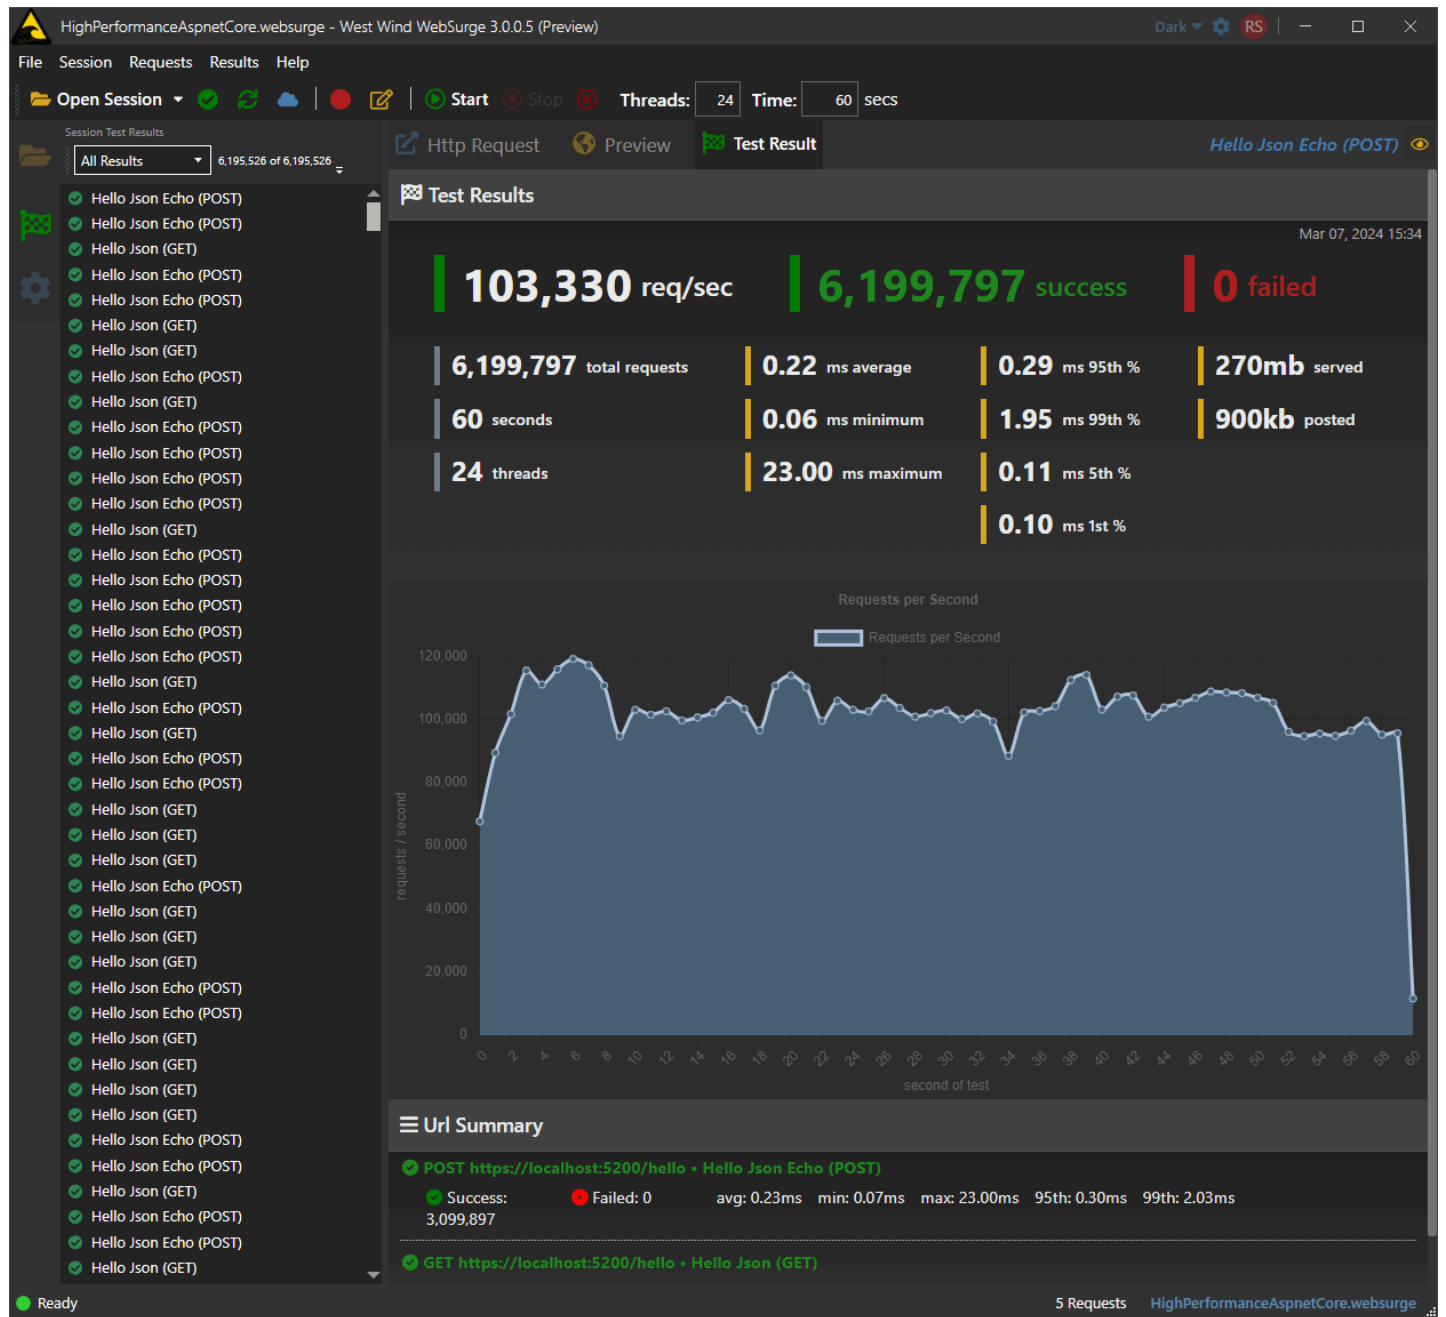 HighPerformanceAspnetCore.websurge - West Wind WebSurge 3.0.0.5 (Preview)
Dark
RS
File Session Requests Results Help
Open Session
Start
Stop
Threads: 24 Time: 60 secs
Session Test Results
All Results
6,195,526 of 6,195,526
Hello Json Echo (POST)
Hello Json Echo (POST)
Hello Json (GET)
Hello Json Echo (POST)
Hello Json Echo (POST)
Hello Json (GET)
Hello Json (GET)
Hello Json Echo (POST)
Hello Json (GET)
Hello Json Echo (POST)
Hello Json Echo (POST)
Hello Json Echo (POST)
Hello Json Echo (POST)
Hello Json (GET)
Hello Json Echo (POST)
Hello Json Echo (POST)
Hello Json Echo (POST)
Hello Json Echo (POST)
Hello Json Echo (POST)
Hello Json (GET)
Hello Json Echo (POST)
Hello Json (GET)
Hello Json Echo (POST)
Hello Json Echo (POST)
Hello Json (GET)
Hello Json (GET)
Hello Json (GET)
Hello Json Echo (POST)
Hello Json (GET)
Hello Json (GET)
Hello Json (GET)
Hello Json Echo (POST)
Hello Json Echo (POST)
Hello Json (GET)
Hello Json (GET)
Hello Json (GET)
Hello Json (GET)
Hello Json Echo (POST)
Hello Json Echo (POST)
Hello Json (GET)
Hello Json Echo (POST)
Hello Json Echo (POST)
Hello Json (GET)
Http Request
Preview
Test Result
Hello Json Echo (POST)
Test Results
Mar 07, 2024 15:34
103,330 req/sec
6,199,797 success
0 failed
6,199,797 total requests
0.22 ms average
0.29 ms 95th %
270mb served
60 seconds
0.06 ms minimum
1.95 ms 99th %
900kb posted
24 threads
23.00 ms maximum
0.11 ms 5th %
0.10 ms 1st %
Requests per Second
Requests per Second
120,000
100,000
80,000
60,000
40,000
20,000
0
requests / second
0 2 4 6 8 10 12 14 16 18 20 22 24 26 28 30 32 34 36 38 40 42 44 46 48 50 52 54 56 58 60
second of test
Url Summary
POST https://localhost:5200/hello • Hello Json Echo (POST)
Success: 3,099,897
Failed: 0
avg: 0.23ms min: 0.07ms max: 23.00ms 95th: 0.30ms 99th: 2.03ms
GET https://localhost:5200/hello • Hello Json (GET)
Ready
5 Requests
HighPerformanceAspnetCore.websurge